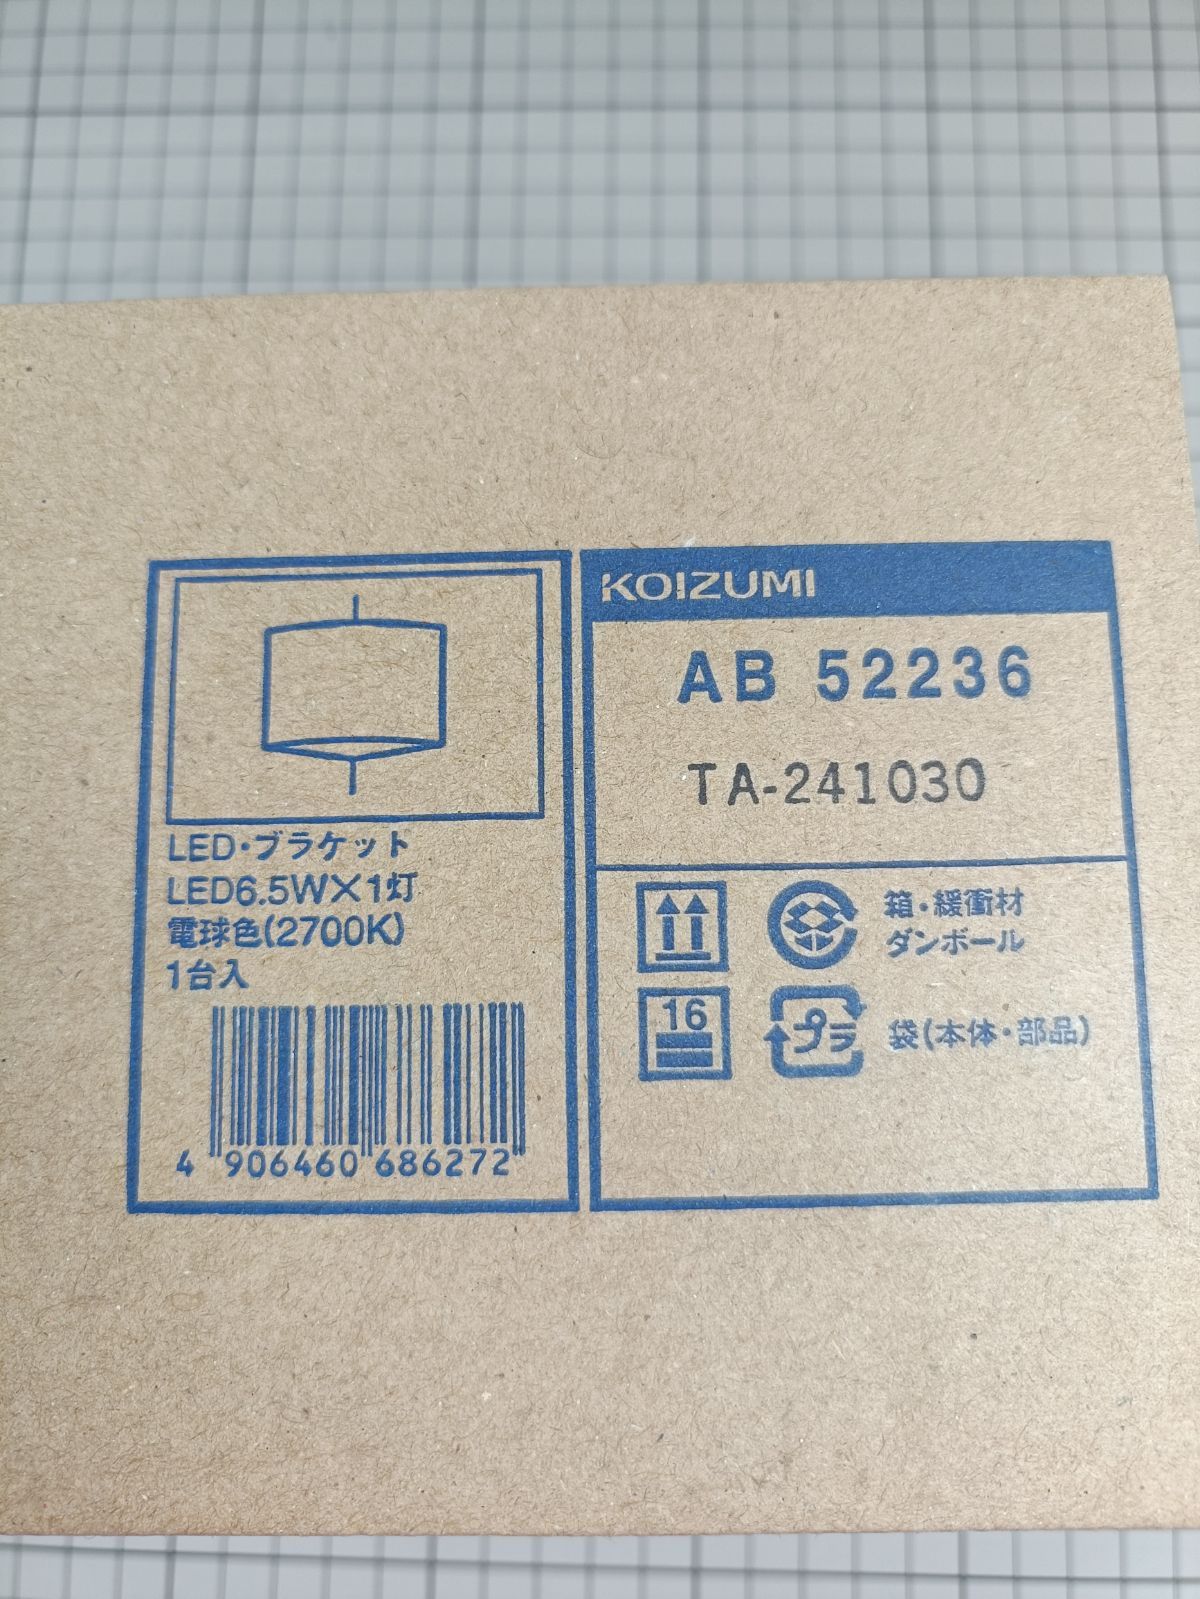 LED・ブラケット
LED6.5W×1灯
電球色(2700K)
1台入
4 906460 686272
KOIZUMI
AB 52236
TA-241030
箱・緩衝材
ダンボール
16
プラ
袋(本体・部品)